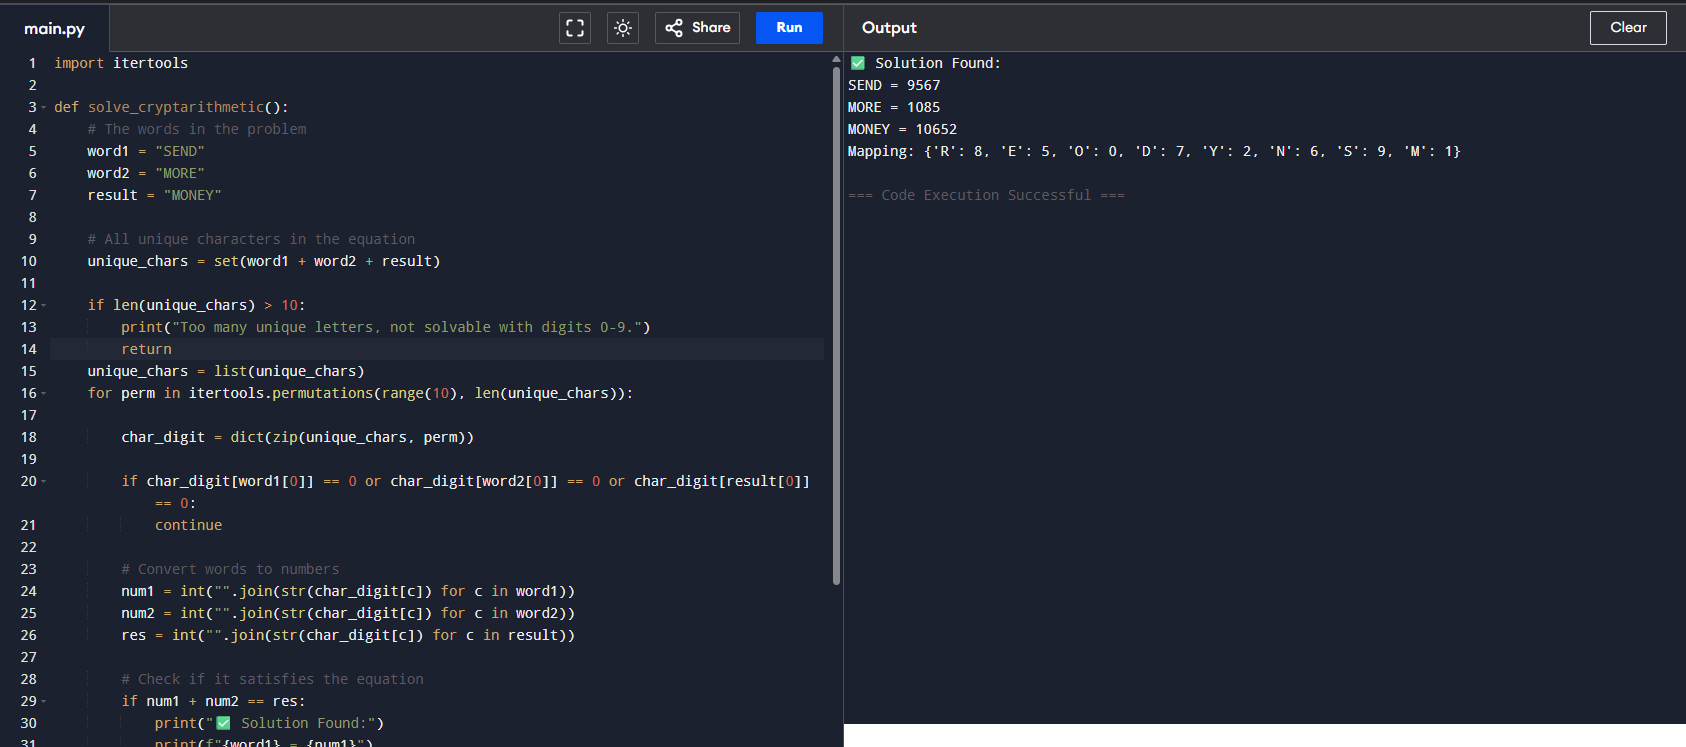 main.py
Share
Run
Output
Clear
1 import itertools
2
3 def solve_cryptarithmetic():
4 # The words in the problem
5 word1 = "SEND"
6 word2 = "MORE"
7 result = "MONEY"
8
9 # All unique characters in the equation
10 unique_chars = set(word1 + word2 + result)
11
12 if len(unique_chars) > 10:
13 print("Too many unique letters, not solvable with digits 0-9.")
14 return
15 unique_chars = list(unique_chars)
16 for perm in itertools.permutations(range(10), len(unique_chars)):
17
18 char_digit = dict(zip(unique_chars, perm))
19
20 if char_digit[word1[0]] == 0 or char_digit[word2[0]] == 0 or char_digit[result[0]]
== 0:
21 continue
22
23 # Convert words to numbers
24 num1 = int("".join(str(char_digit[c]) for c in word1))
25 num2 = int("".join(str(char_digit[c]) for c in word2))
26 res = int("".join(str(char_digit[c]) for c in result))
27
28 # Check if it satisfies the equation
29 if num1 + num2 == res:
30 print("✅ Solution Found:")
31 print(f"{word1} = {num1}")
✅ Solution Found:
SEND = 9567
MORE = 1085
MONEY = 10652
Mapping: {'R': 8, 'E': 5, 'O': 0, 'D': 7, 'Y': 2, 'N': 6, 'S': 9, 'M': 1}
=== Code Execution Successful ===